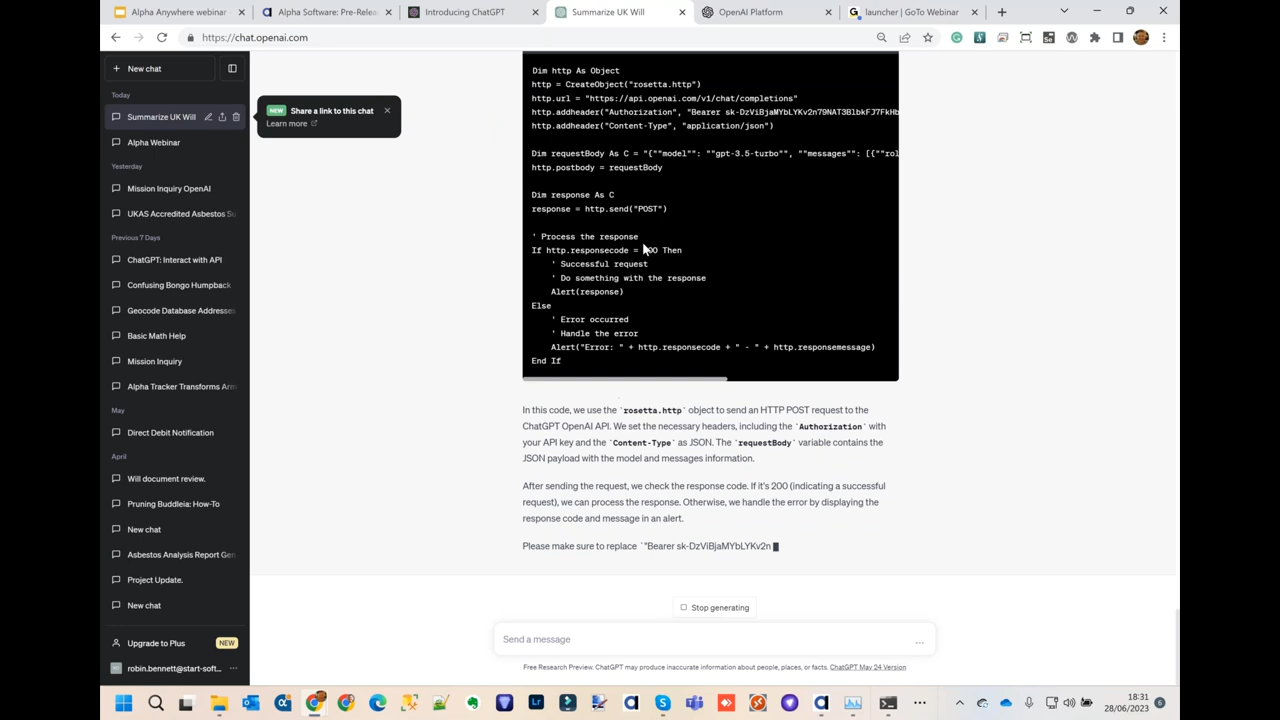 Alpha Anywhere webinar -
Alpha Software: Pre-Relea
Introducing ChatGPT
Summarize UK Will
OpenAI Platform
launcher | GoTo Webinar
https://chat.openai.com
New chat
Today
Summarize UK Will
Alpha Webinar
Yesterday
Mission Inquiry OpenAI
UKAS Accredited Asbestos Su
Previous 7 Days
ChatGPT: Interact with API
Confusing Bongo Humpback
Geocode Database Addresses
Basic Math Help
Mission Inquiry
Alpha Tracker Transforms Arm
May
Direct Debit Notification
April
Will document review.
Pruning Buddleia: How-To
New chat
Asbestos Analysis Report Gen
Project Update.
New chat
Upgrade to Plus NEW
robin.bennett@start-soft...
NEW Share a link to this chat
Learn more
Dim http As Object
http = CreateObject("rosetta.http")
http.url = "https://api.openai.com/v1/chat/completions"
http.addheader("Authorization", "Bearer
http.addheader("Content-Type", "application/json")
Dim requestBody As C = "{""model"": ""gpt-3.5-turbo"", ""messages"": [{""rol
http.postbody = requestBody
Dim response As C
response = http.send("POST")
' Process the response
If http.responsecode = 00 Then
' Successful request
' Do something with the response
Alert(response)
Else
' Error occurred
' Handle the error
Alert("Error: " + http.responsecode + " - " + http.responsemessage)
End If
In this code, we use the `rosetta.http` object to send an HTTP POST request to the
ChatGPT OpenAI API. We set the necessary headers, including the `Authorization` with
your API key and the `Content-Type` as JSON. The `requestBody` variable contains the
JSON payload with the model and messages information.
After sending the request, we check the response code. If it's 200 (indicating a successful
request), we can process the response. Otherwise, we handle the error by displaying the
response code and message in an alert.
Please make sure to replace `"Bearer
Stop generating
Send a message
Free Research Preview. ChatGPT may produce inaccurate information about people, places, or facts. ChatGPT May 24 Version
18:31
28/06/2023
6